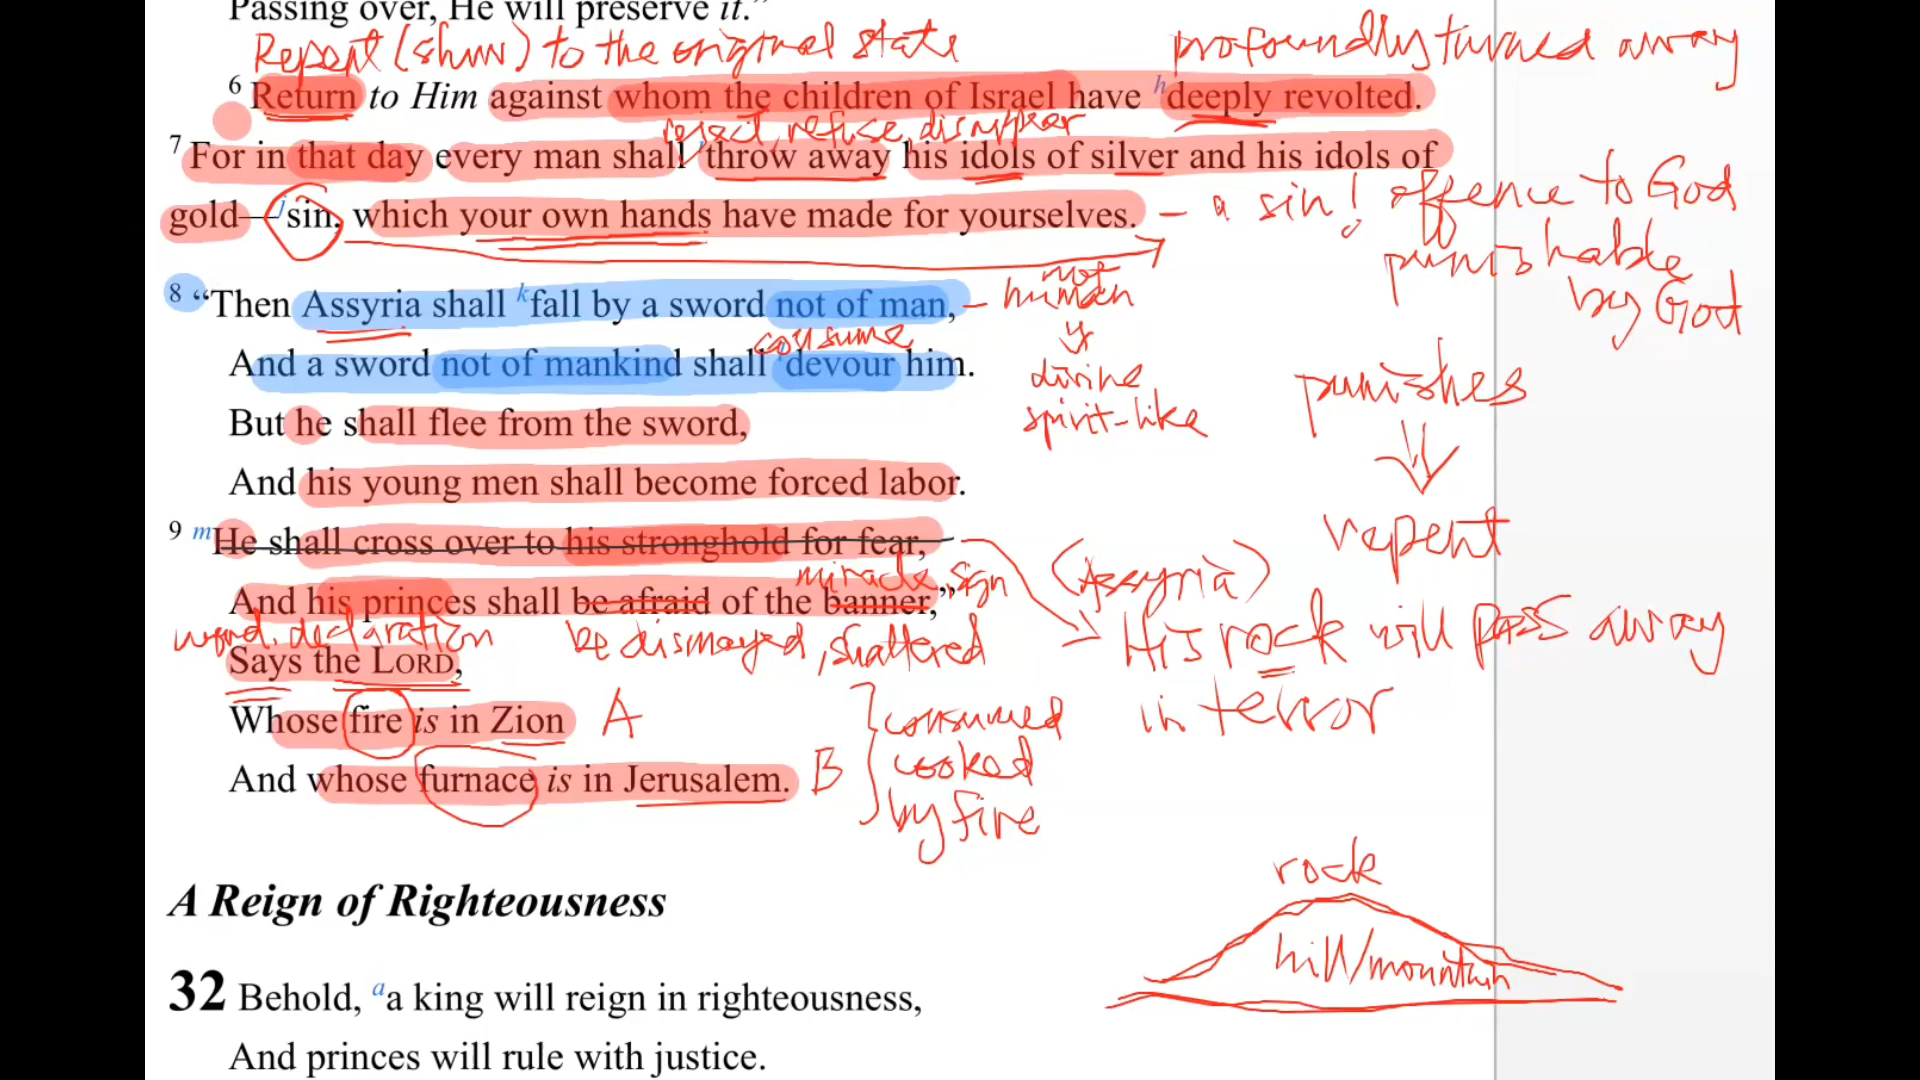 Passing over, He will preserve it.”
Repent (shuv) to the original state
profoundly turned away
6 Return to Him against whom the children of Israel have h deeply revolted.
reject, refuse, disappear
7 For in that day every man shall i throw away his idols of silver and his idols of
gold—j sin, which your own hands have made for yourselves. – a sin! offence to God
punishable
by God
8 “Then Assyria shall k fall by a sword not of man, – not
human
consume
And a sword not of mankind shall l devour him.
divine
spirit-like
punishes
But he shall flee from the sword,
And his young men shall become forced labor.
repent
9 m He shall cross over to his stronghold for fear,
(Assyria)
miracle, sign
And his princes shall be afraid of the banner,”
His rock will pass away
in terror
word, declaration
be dismayed, shattered
Says the LORD,
Whose fire is in Zion A
And whose furnace is in Jerusalem. B
consumed
cooked
by fire
rock
hill/mountain
A Reign of Righteousness
32 Behold, a a king will reign in righteousness,
And princes will rule with justice.